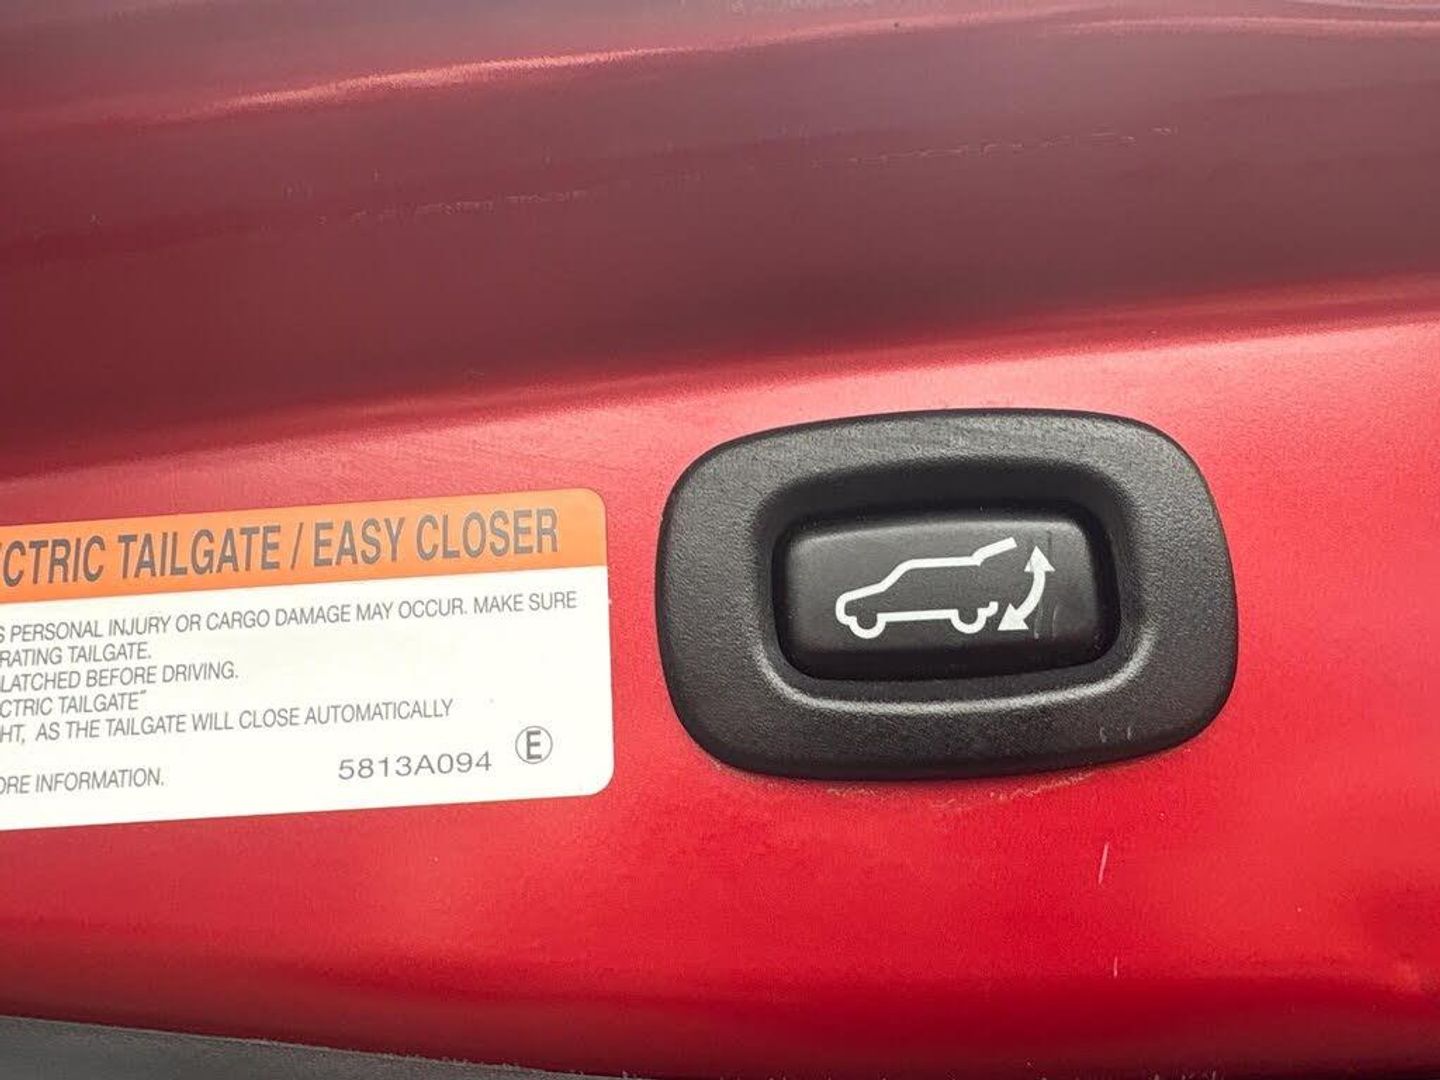 CTRIC TAILGATE / EASY CLOSER
S PERSONAL INJURY OR CARGO DAMAGE MAY OCCUR. MAKE SURE
RATING TAILGATE.
LATCHED BEFORE DRIVING.
CTRIC TAILGATE"
HT, AS THE TAILGATE WILL CLOSE AUTOMATICALLY
ORE INFORMATION.
5813A094 E